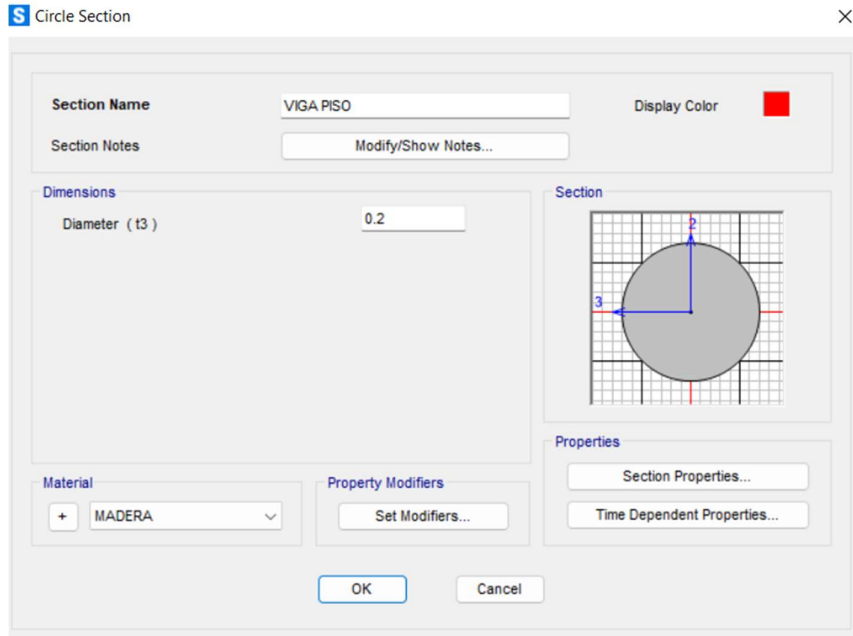 S Circle Section
Section Name VIGA PISO Display Color
Section Notes Modify/Show Notes...
Dimensions
Diameter ( t3 ) 0.2
Section
2
3
Properties
Section Properties...
Time Dependent Properties...
Material
+ MADERA
Property Modifiers
Set Modifiers...
OK Cancel